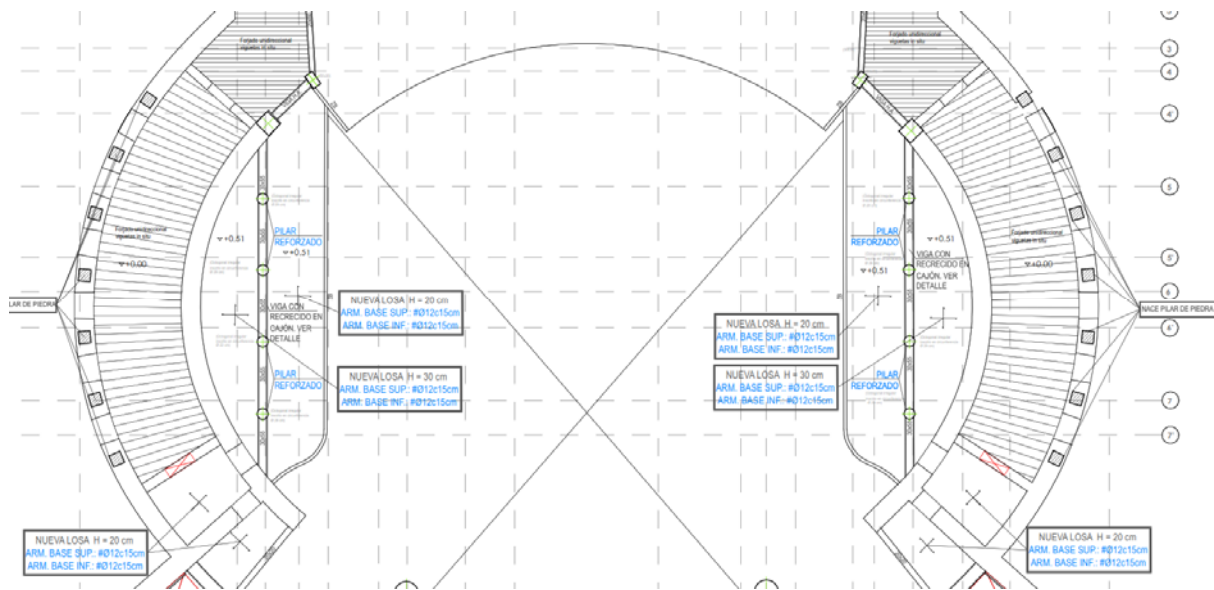 Forjado unidireccional
viguetas in situ
Forjado unidireccional
viguetas in situ
3
4
4'
5
5'
6
6'
7
7'
PILAR
REFORZADO
+0.51
+0.51
Forjado unidireccional
viguetas in situ
+0.00
LAR DE PIEDRA
VIGA CON
RECRECIDO EN
CAJÓN. VER
DETALLE
NUEVA LOSA H = 20 cm
ARM. BASE SUP.: #Ø12c15cm
ARM. BASE INF.: #Ø12c15cm
PILAR
REFORZADO
NUEVA LOSA H = 30 cm
ARM. BASE SUP.: #Ø12c15cm
ARM. BASE INF.: #Ø12c15cm
NUEVA LOSA H = 20 cm
ARM. BASE SUP.: #Ø12c15cm
ARM. BASE INF.: #Ø12c15cm
PILAR
REFORZADO
+0.51
+0.51
VIGA CON
RECRECIDO EN
CAJÓN. VER
DETALLE
Forjado unidireccional
viguetas in situ
+0.00
NACE PILAR DE PIEDRA
NUEVA LOSA H = 20 cm
ARM. BASE SUP.: #Ø12c15cm
ARM. BASE INF.: #Ø12c15cm
NUEVA LOSA H = 30 cm
ARM. BASE SUP.: #Ø12c15cm
ARM. BASE INF.: #Ø12c15cm
PILAR
REFORZADO
NUEVA LOSA H = 20 cm
ARM. BASE SUP.: #Ø12c15cm
ARM. BASE INF.: #Ø12c15cm